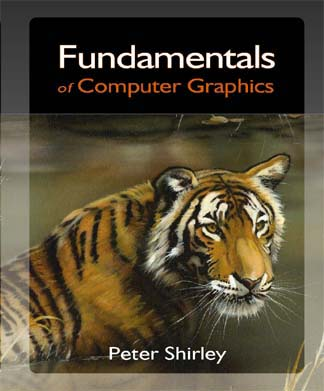 Fundamentals
of Computer Graphics
Peter Shirley